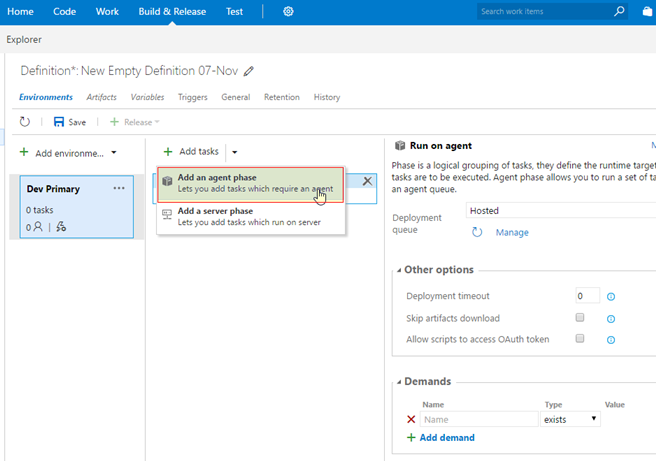 Home Code Work Build & Release Test Search work items
Explorer
Definition*: New Empty Definition 07-Nov
Environments Artifacts Variables Triggers General Retention History
Save Release
Add environme...
Dev Primary ...
0 tasks
0 |
Add tasks
Add an agent phase
Lets you add tasks which require an agent
Add a server phase
Lets you add tasks which run on server
Run on agent M
Phase is a logical grouping of tasks, they define the runtime target
tasks are to be executed. Agent phase allows you to run a set of ta
an agent queue.
Deployment
queue
Hosted
Manage
Other options
Deployment timeout 0
Skip artifacts download
Allow scripts to access OAuth token
Demands
Name Type Value
Name exists
Add demand